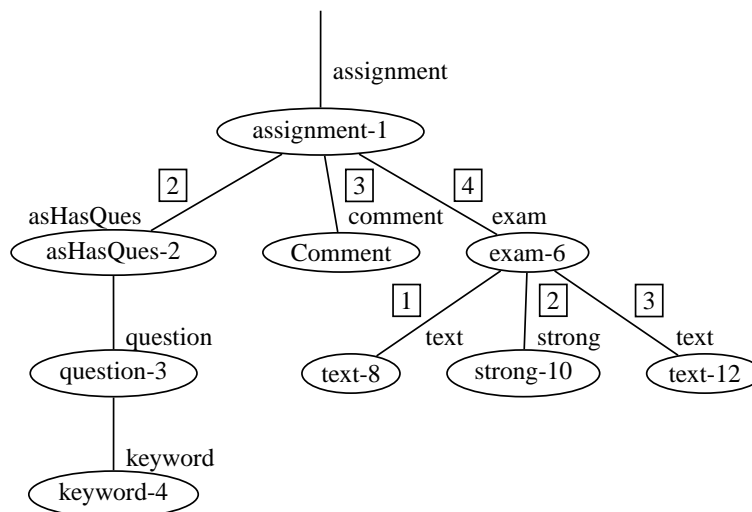 assignment
assignment-1
2
3
4
asHasQues
comment
exam
asHasQues-2
Comment
exam-6
1
2
3
question
text
strong
text
question-3
text-8
strong-10
text-12
keyword
keyword-4